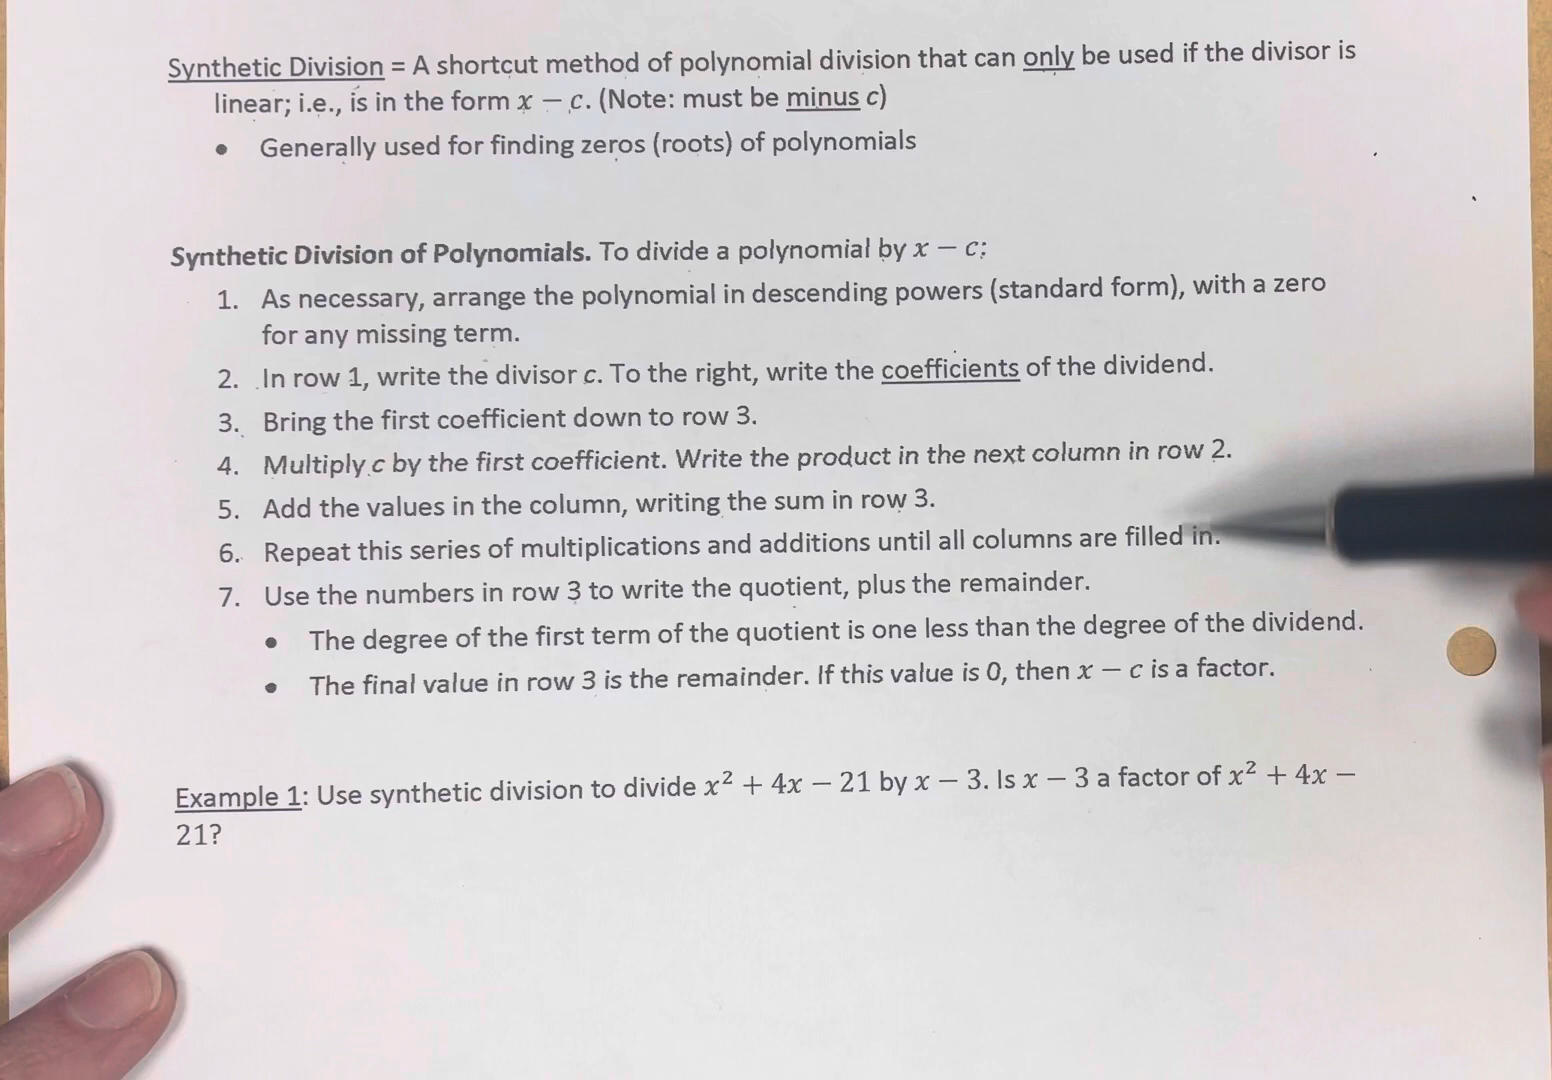 Synthetic Division = A shortcut method of polynomial division that can only be used if the divisor is
linear; i.e., is in the form x − c. (Note: must be minus c)
• Generally used for finding zeros (roots) of polynomials
Synthetic Division of Polynomials. To divide a polynomial by x − c:
1. As necessary, arrange the polynomial in descending powers (standard form), with a zero
for any missing term.
2. In row 1, write the divisor c. To the right, write the coefficients of the dividend.
3. Bring the first coefficient down to row 3.
4. Multiply c by the first coefficient. Write the product in the next column in row 2.
5. Add the values in the column, writing the sum in row 3.
6. Repeat this series of multiplications and additions until all columns are filled in.
7. Use the numbers in row 3 to write the quotient, plus the remainder.
• The degree of the first term of the quotient is one less than the degree of the dividend.
• The final value in row 3 is the remainder. If this value is 0, then x − c is a factor.
Example 1: Use synthetic division to divide x² + 4x − 21 by x − 3. Is x − 3 a factor of x² + 4x −
21?